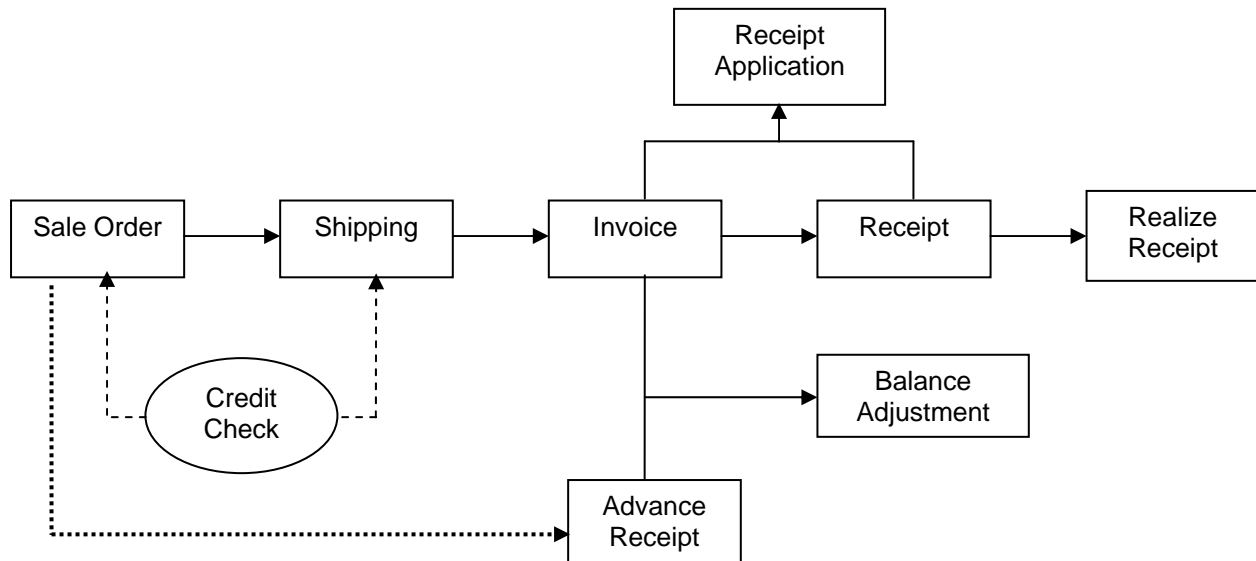 Receipt
Application
Sale Order
Shipping
Invoice
Receipt
Realize
Receipt
Credit
Check
Balance
Adjustment
Advance
Receipt